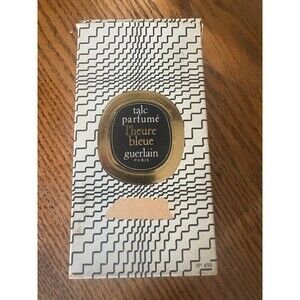 talc
parfumé
l'heure
bleue
guerlain
PARIS